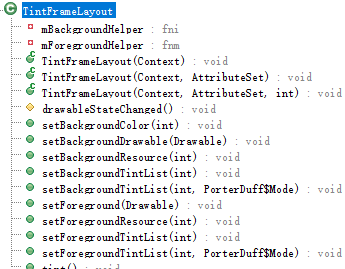 TintFrameLayout
mBackgroundHelper : fni
mForegroundHelper : fnm
TintFrameLayout(Context) : void
TintFrameLayout(Context, AttributeSet) : void
TintFrameLayout(Context, AttributeSet, int) : void
drawableStateChanged() : void
setBackgroundColor(int) : void
setBackgroundDrawable(Drawable) : void
setBackgroundResource(int) : void
setBackgroundTintList(int) : void
setBackgroundTintList(int, PorterDuff$Mode) : void
setForeground(Drawable) : void
setForegroundResource(int) : void
setForegroundTintList(int) : void
setForegroundTintList(int, PorterDuff$Mode) : void
tint() : void